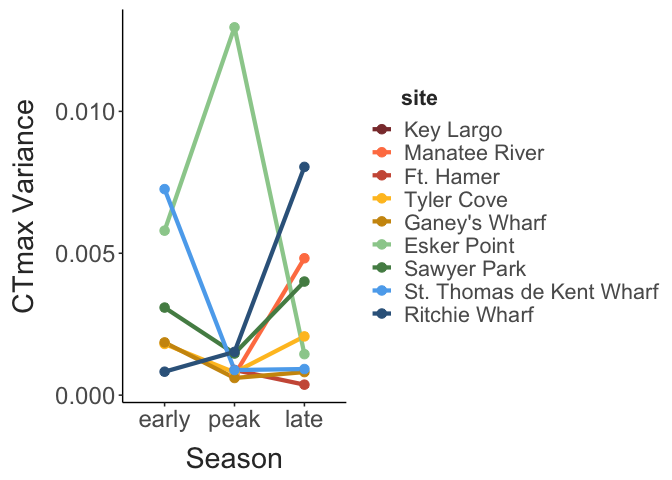 CTmax Variance
0.010
0.005
0.000
early peak late
Season
site
Key Largo
Manatee River
Ft. Hamer
Tyler Cove
Ganey's Wharf
Esker Point
Sawyer Park
St. Thomas de Kent Wharf
Ritchie Wharf